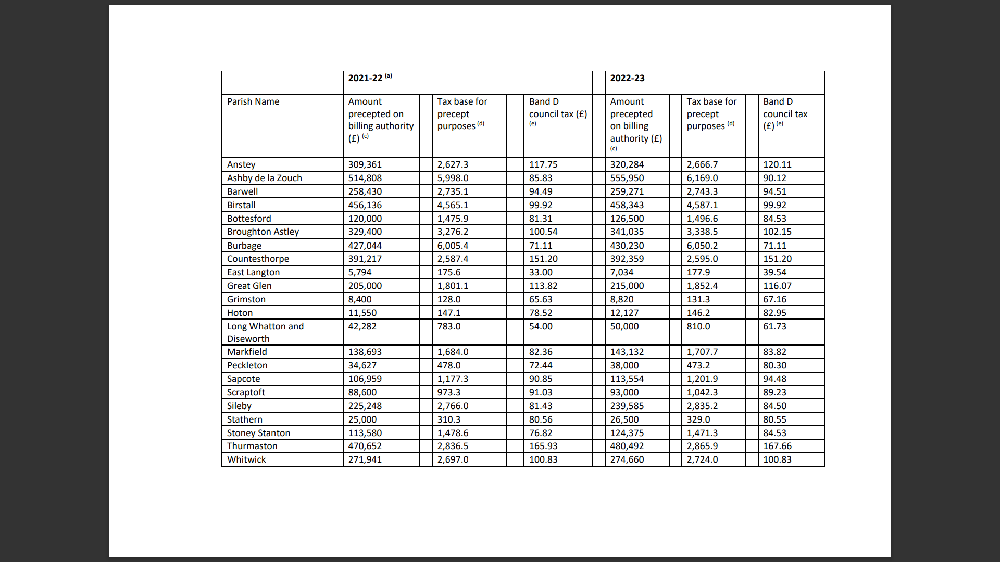 2021-22 (a) 2022-23
Parish Name Amount precepted on billing authority (£) (c) Tax base for precept purposes (d) Band D council tax (£) (e) Amount precepted on billing authority (£) (c) Tax base for precept purposes (d) Band D council tax (£) (e)
Anstey 309,361 2,627.3 117.75 320,284 2,666.7 120.11
Ashby de la Zouch 514,808 5,998.0 85.83 555,950 6,169.0 90.12
Barwell 258,430 2,735.1 94.49 259,271 2,743.3 94.51
Birstall 456,136 4,565.1 99.92 458,343 4,587.1 99.92
Bottesford 120,000 1,475.9 81.31 126,500 1,496.6 84.53
Broughton Astley 329,400 3,276.2 100.54 341,035 3,338.5 102.15
Burbage 427,044 6,005.4 71.11 430,230 6,050.2 71.11
Countesthorpe 391,217 2,587.4 151.20 392,359 2,595.0 151.20
East Langton 5,794 175.6 33.00 7,034 177.9 39.54
Great Glen 205,000 1,801.1 113.82 215,000 1,852.4 116.07
Grimston 8,400 128.0 65.63 8,820 131.3 67.16
Hoton 11,550 147.1 78.52 12,127 146.2 82.95
Long Whatton and Diseworth 42,282 783.0 54.00 50,000 810.0 61.73
Markfield 138,693 1,684.0 82.36 143,132 1,707.7 83.82
Peckleton 34,627 478.0 72.44 38,000 473.2 80.30
Sapcote 106,959 1,177.3 90.85 113,554 1,201.9 94.48
Scraptoft 88,600 973.3 91.03 93,000 1,042.3 89.23
Sileby 225,248 2,766.0 81.43 239,585 2,835.2 84.50
Stathern 25,000 310.3 80.56 26,500 329.0 80.55
Stoney Stanton 113,580 1,478.6 76.82 124,375 1,471.3 84.53
Thurmaston 470,652 2,836.5 165.93 480,492 2,865.9 167.66
Whitwick 271,941 2,697.0 100.83 274,660 2,724.0 100.83